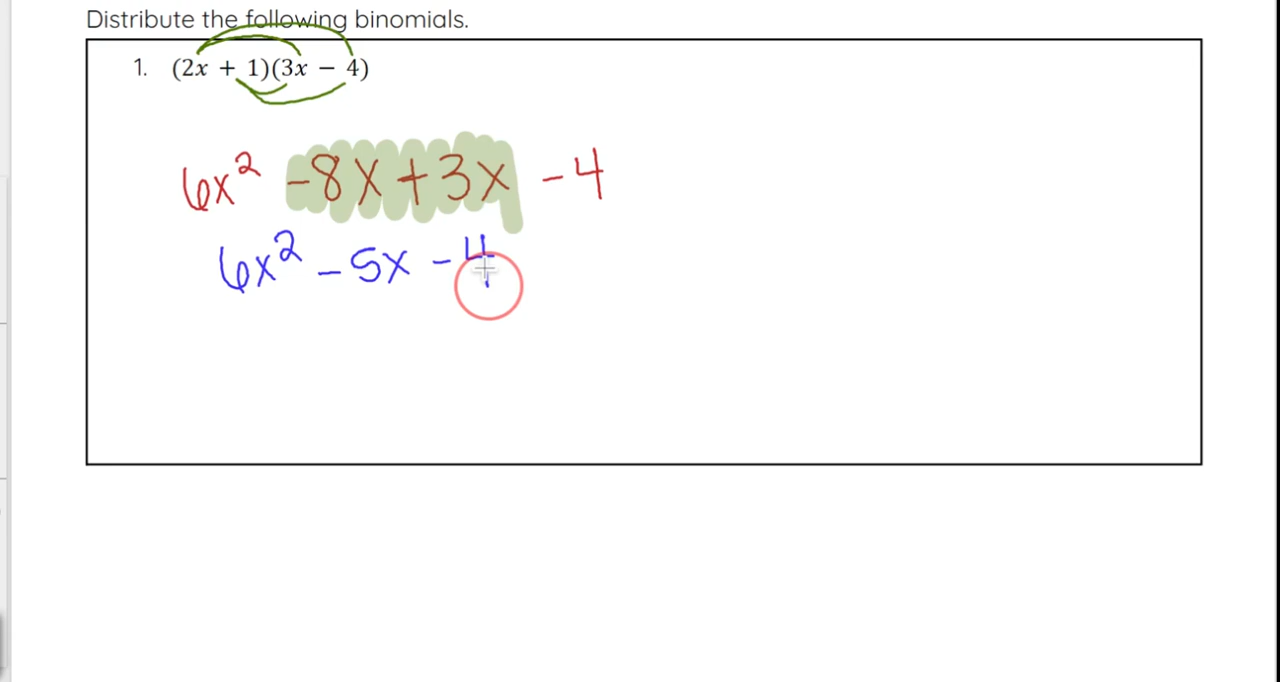 Distribute the following binomials.
1. (2x + 1)(3x − 4)
6x² -8x+3x -4
6x² - 5x - 4